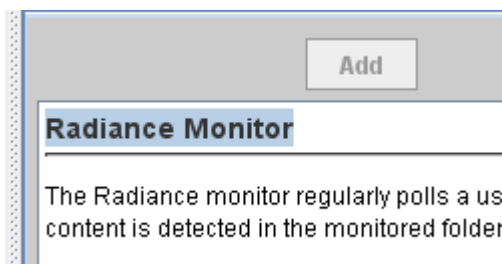 Add
Radiance Monitor
The Radiance monitor regularly polls a us
content is detected in the monitored folder